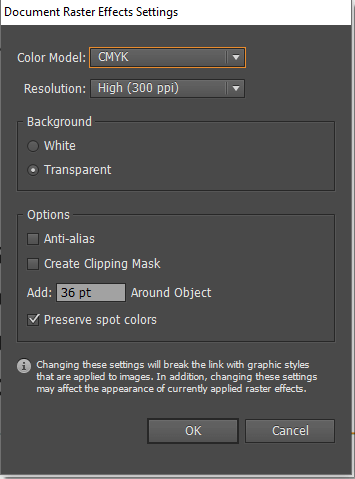 Document Raster Effects Settings
Color Model: CMYK
Resolution: High (300 ppi)
Background
White
Transparent
Options
Anti-alias
Create Clipping Mask
Add: 36 pt Around Object
Preserve spot colors
Changing these settings will break the link with graphic styles
that are applied to images. In addition, changing these settings
may affect the appearance of currently applied raster effects.
OK Cancel